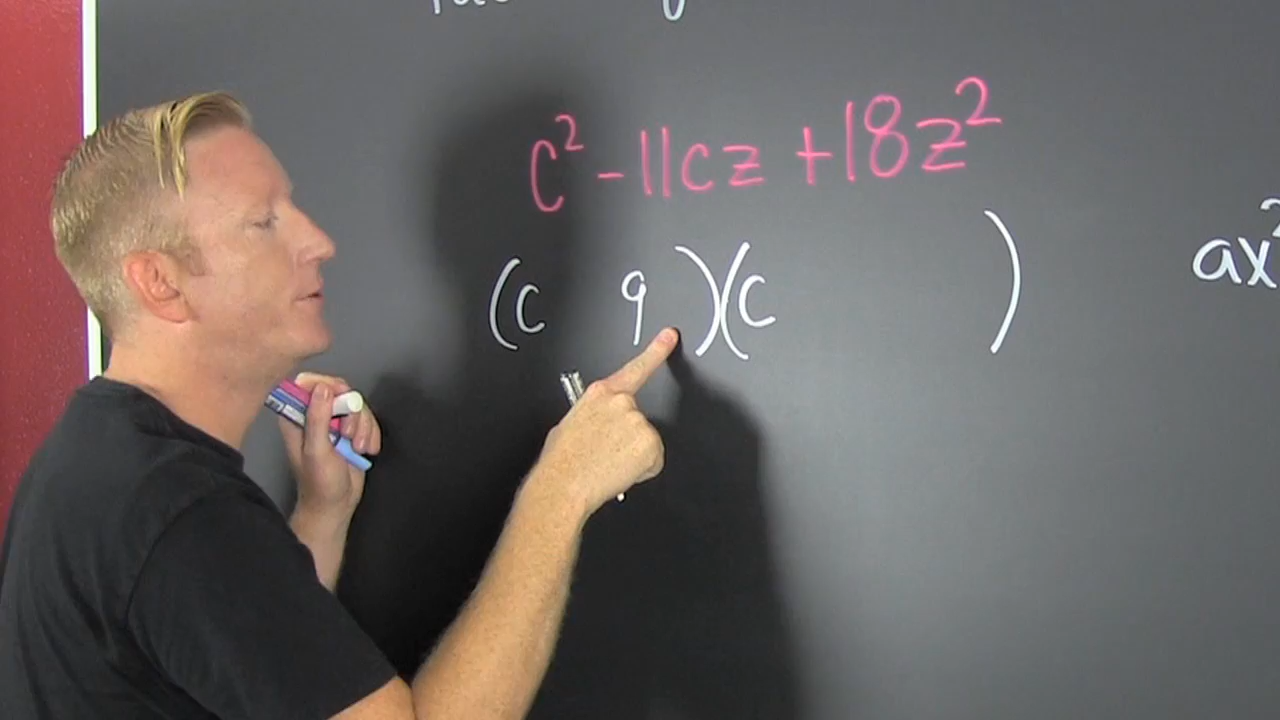 c² - 11cz + 18z²
(c 9 )(c )
ax²